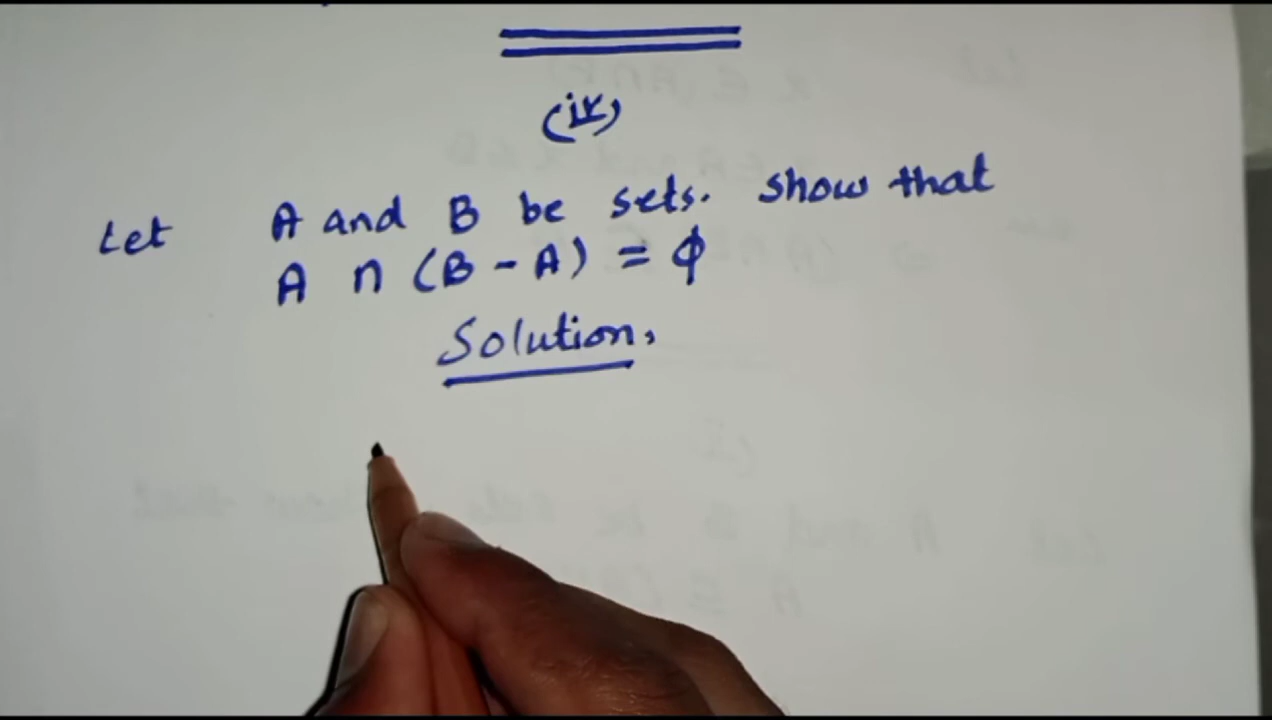 (iv)
Let A and B be sets. Show that
A ∩ (B - A) = ϕ
Solution,